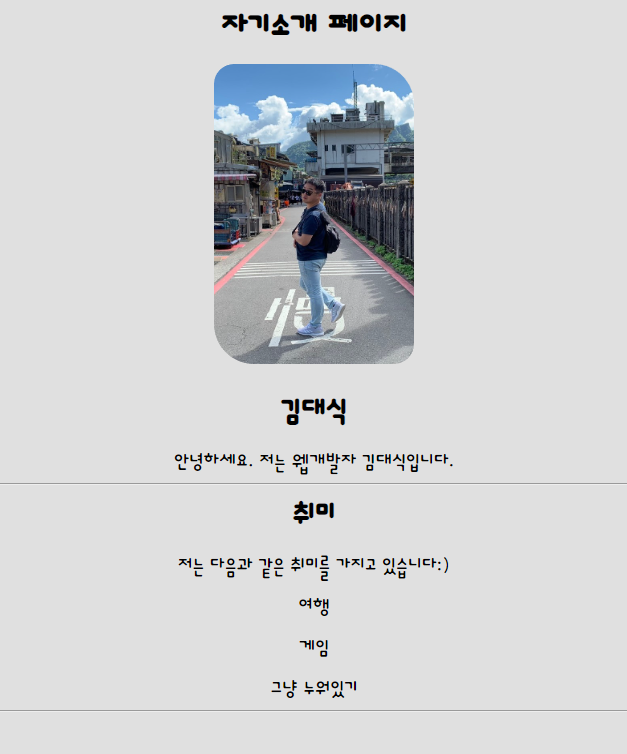 자기소개 페이지
慢
김대식
안녕하세요. 저는 웹개발자 김대식입니다.
취미
저는 다음과 같은 취미를 가지고 있습니다:)
여행
게임
그냥 누워있기